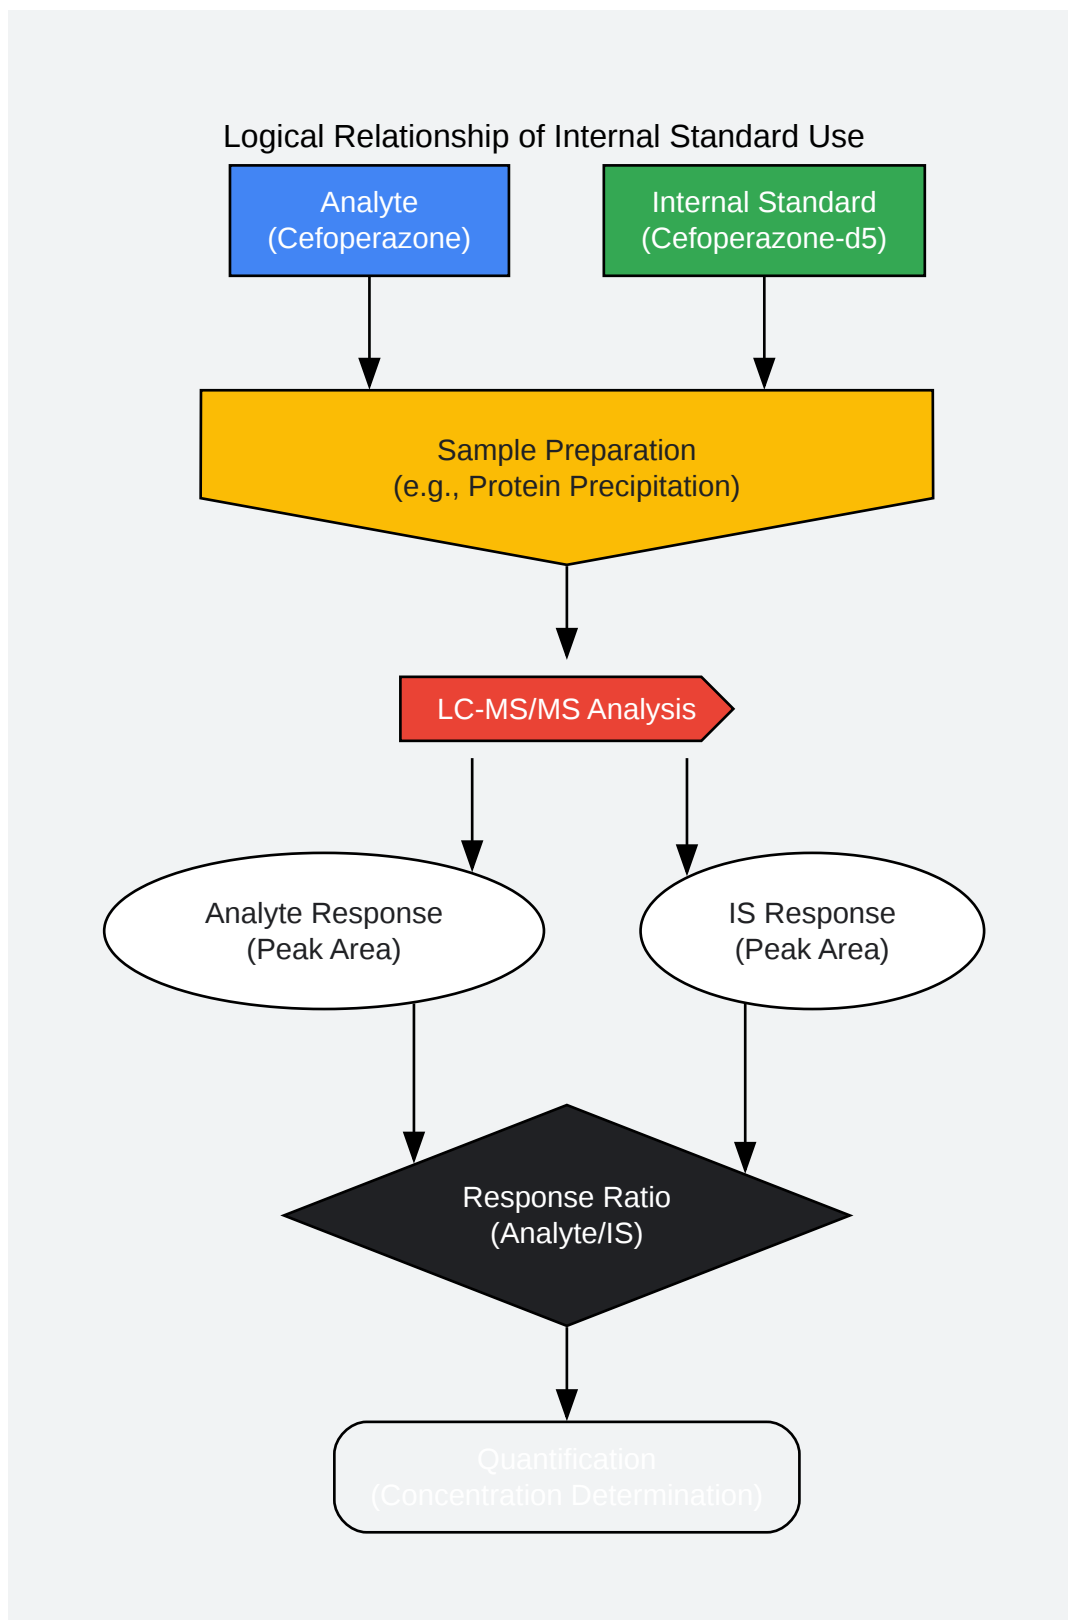 Logical Relationship of Internal Standard Use
Analyte
(Cefoperazone)
Internal Standard
(Cefoperazone-d5)
Sample Preparation
(e.g., Protein Precipitation)
LC-MS/MS Analysis
Analyte Response
(Peak Area)
IS Response
(Peak Area)
Response Ratio
(Analyte/IS)
Quantification
(Concentration Determination)